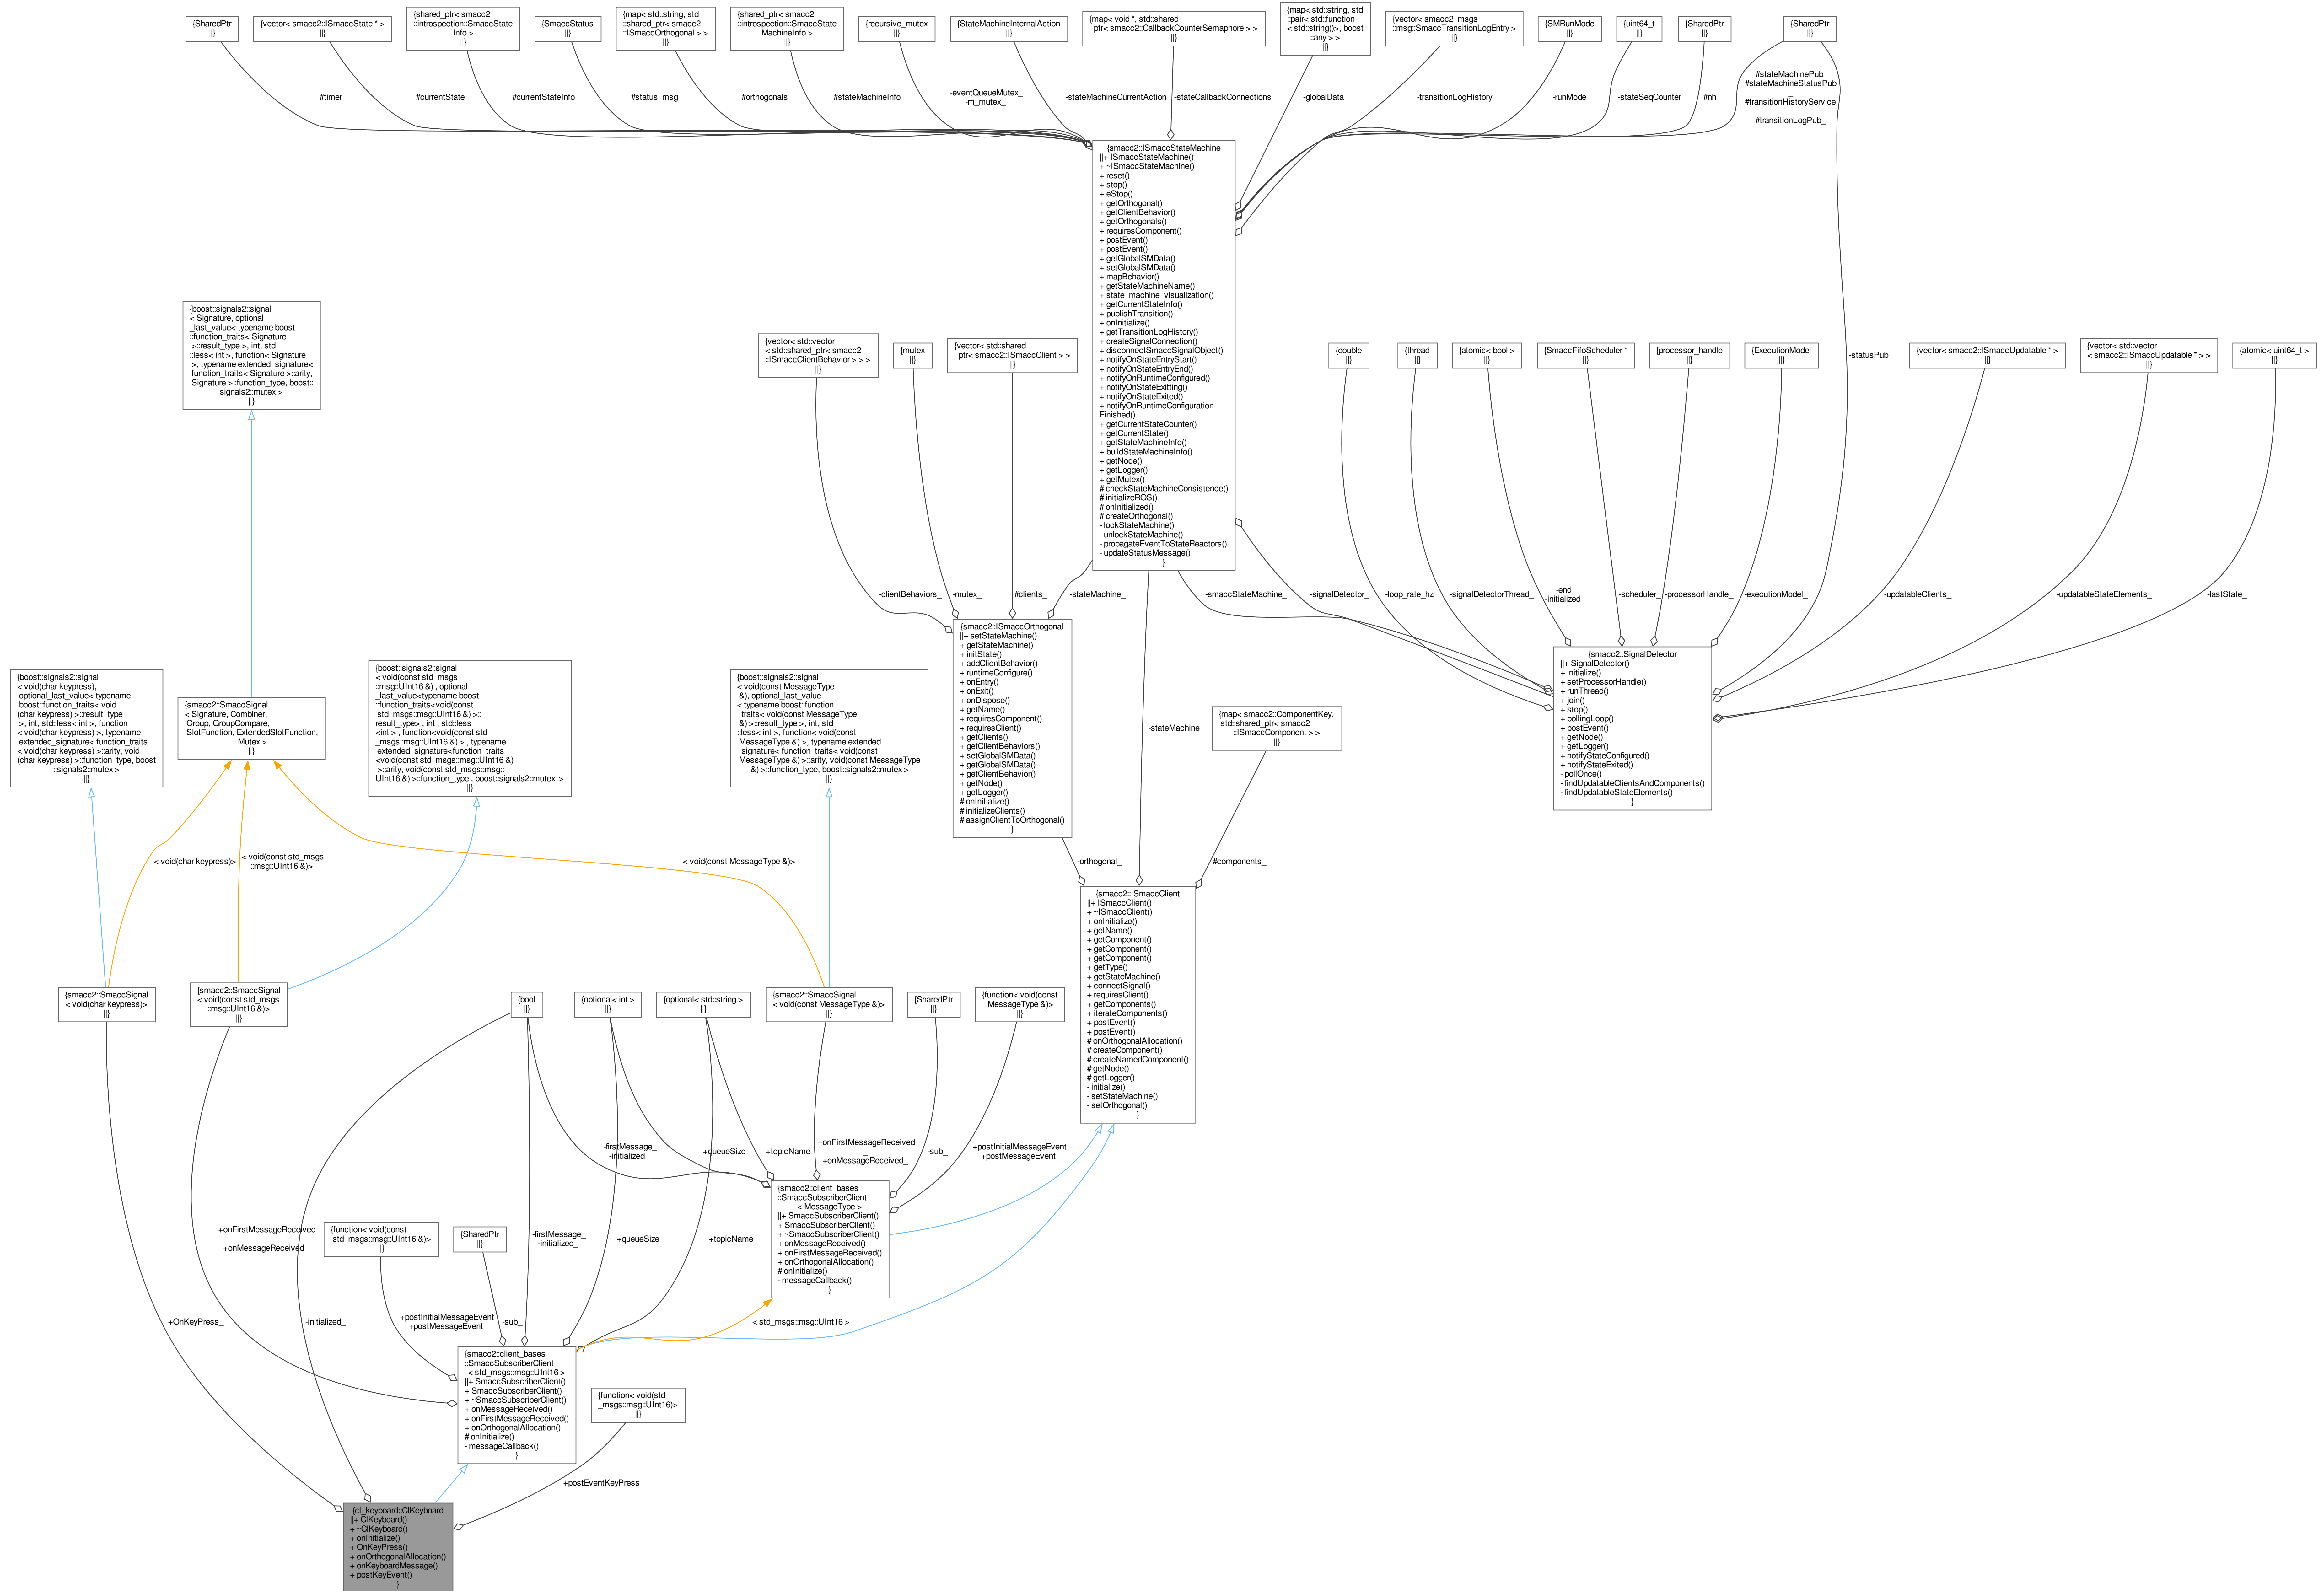 {SharedPtr
||}
{vector< smacc2::ISmaccState * >
||}
{shared_ptr< smacc2
::introspection::SmaccState
Info >
||}
{SmaccStatus
||}
{map< std::string, std
::shared_ptr< smacc2
::ISmaccOrthogonal > >
||}
{shared_ptr< smacc2
::introspection::SmaccState
MachineInfo >
||}
{recursive_mutex
||}
{StateMachineInternalAction
||}
{map< void *, std::shared
_ptr< smacc2::CallbackCounterSemaphore > >
||}
{map< std::string, std
::pair< std::function
< std::string()>, boost
::any > >
||}
{vector< smacc2_msgs
::msg::SmaccTransitionLogEntry >
||}
{SMRunMode
||}
{uint64_t
||}
{SharedPtr
||}
{SharedPtr
||}
#timer_
#currentState_
#currentStateInfo_
#status_msg_
#orthogonals_
#stateMachineInfo_
-eventQueueMutex_
-m_mutex_
-stateMachineCurrentAction
-stateCallbackConnections
-globalData_
-transitionLogHistory_
-runMode_
-stateSeqCounter_
#nh_
#stateMachinePub_
#stateMachineStatusPub
_
#transitionHistoryService
_
#transitionLogPub_
{smacc2::ISmaccStateMachine
||+ ISmaccStateMachine()
+ ~ISmaccStateMachine()
+ reset()
+ stop()
+ eStop()
+ getOrthogonal()
+ getClientBehavior()
+ getOrthogonals()
+ requiresComponent()
+ postEvent()
+ postEvent()
+ getGlobalSMData()
+ setGlobalSMData()
+ mapBehavior()
+ getStateMachineName()
+ state_machine_visualization()
+ getCurrentStateInfo()
+ publishTransition()
+ onInitialize()
+ getTransitionLogHistory()
+ createSignalConnection()
+ disconnectSmaccSignalObject()
+ notifyOnStateEntryStart()
+ notifyOnStateEntryEnd()
+ notifyOnRuntimeConfigured()
+ notifyOnStateExitting()
+ notifyOnStateExited()
+ notifyOnRuntimeConfiguration
Finished()
+ getCurrentStateCounter()
+ getCurrentState()
+ getStateMachineInfo()
+ buildStateMachineInfo()
+ getNode()
+ getLogger()
+ getMutex()
# checkStateMachineConsistence()
# initializeROS()
# onInitialized()
# createOrthogonal()
- lockStateMachine()
- unlockStateMachine()
- propagateEventToStateReactors()
- updateStatusMessage()
}
{boost::signals2::signal
< Signature, optional
_last_value< typename boost
::function_traits< Signature
>::result_type >, int, std
::less< int >, function< Signature
>, typename extended_signature<
function_traits< Signature >::arity,
Signature >::function_type, boost::
signals2::mutex >
||}
{vector< std::vector
< std::shared_ptr< smacc2
::ISmaccClientBehavior > > >
||}
{mutex
||}
{vector< std::shared
_ptr< smacc2::ISmaccClient > >
||}
{double
||}
{thread
||}
{atomic< bool >
||}
{SmaccFifoScheduler *
||}
{processor_handle
||}
{ExecutionModel
||}
-statusPub_
{vector< smacc2::ISmaccUpdatable * >
||}
{vector< std::vector
< smacc2::ISmaccUpdatable * > >
||}
{atomic< uint64_t >
||}
-clientBehaviors_
-mutex_
#clients_
-stateMachine_
-smaccStateMachine_
-signalDetector_
-loop_rate_hz
-signalDetectorThread_
-end_
-initialized_
-scheduler_
-processorHandle_
-executionModel_
-updatableClients_
-updatableStateElements_
-lastState_
{smacc2::ISmaccOrthogonal
||+ setStateMachine()
+ getStateMachine()
+ initState()
+ addClientBehavior()
+ runtimeConfigure()
+ onEntry()
+ onExit()
+ onDispose()
+ getName()
+ requiresComponent()
+ requiresClient()
+ getClients()
+ getClientBehaviors()
+ setGlobalSMData()
+ getGlobalSMData()
+ getClientBehavior()
+ getNode()
+ getLogger()
# onInitialize()
# initializeClients()
# assignClientToOrthogonal()
}
{smacc2::SignalDetector
||+ SignalDetector()
+ initialize()
+ setProcessorHandle()
+ runThread()
+ join()
+ stop()
+ pollingLoop()
+ postEvent()
+ getNode()
+ getLogger()
+ notifyStateConfigured()
+ notifyStateExited()
- pollOnce()
- findUpdatableClientsAndComponents()
- findUpdatableStateElements()
}
{boost::signals2::signal
< void(char keypress),
optional_last_value< typename
boost::function_traits< void
(char keypress) >::result_type
>, int, std::less< int >, function
< void(char keypress) >, typename
extended_signature< function_traits
< void(char keypress) >::arity, void
(char keypress) >::function_type, boost
::signals2::mutex >
||}
{smacc2::SmaccSignal
< Signature, Combiner,
Group, GroupCompare,
SlotFunction, ExtendedSlotFunction,
Mutex >
||}
{boost::signals2::signal
< void(const std_msgs
::msg::UInt16 &) , optional
_last_value<typename boost
::function_traits<void(const
std_msgs::msg::UInt16 &) >::
result_type> , int , std::less
<int > , function<void(const std
_msgs::msg::UInt16 &) > , typename
extended_signature<function_traits
<void(const std_msgs::msg::UInt16 &)
>::arity, void(const std_msgs::msg::
UInt16 &) >::function_type , boost::signals2::mutex >
||}
{boost::signals2::signal
< void(const MessageType
&), optional_last_value
< typename boost::function
_traits< void(const MessageType
&) >::result_type >, int, std
::less< int >, function< void(const
MessageType &) >, typename extended
_signature< function_traits< void(const
MessageType &) >::arity, void(const MessageType
&) >::function_type, boost::signals2::mutex >
||}
-stateMachine_
{map< smacc2::ComponentKey,
std::shared_ptr< smacc2
::ISmaccComponent > >
||}
< void(char keypress)>
< void(const std_msgs
::msg::UInt16 &)>
< void(const MessageType &)>
-orthogonal_
#components_
{smacc2::ISmaccClient
||+ ISmaccClient()
+ ~ISmaccClient()
+ onInitialize()
+ getName()
+ getComponent()
+ getComponent()
+ getComponent()
+ getType()
+ getStateMachine()
+ connectSignal()
+ requiresClient()
+ getComponents()
+ iterateComponents()
+ postEvent()
+ postEvent()
# onOrthogonalAllocation()
# createComponent()
# createNamedComponent()
# getNode()
# getLogger()
- initialize()
- setStateMachine()
- setOrthogonal()
}
{smacc2::SmaccSignal
< void(char keypress)>
||}
{smacc2::SmaccSignal
< void(const std_msgs
::msg::UInt16 &)>
||}
{bool
||}
{optional< int >
||}
{optional< std::string >
||}
{smacc2::SmaccSignal
< void(const MessageType &)>
||}
{SharedPtr
||}
{function< void(const
MessageType &)>
||}
-firstMessage_
-initialized_
+queueSize
+topicName
+onFirstMessageReceived
_
+onMessageReceived_
-sub_
+postInitialMessageEvent
+postMessageEvent
{smacc2::client_bases
::SmaccSubscriberClient
< MessageType >
||+ SmaccSubscriberClient()
+ SmaccSubscriberClient()
+ ~SmaccSubscriberClient()
+ onMessageReceived()
+ onFirstMessageReceived()
+ onOrthogonalAllocation()
# onInitialize()
- messageCallback()
}
+onFirstMessageReceived
_
+onMessageReceived_
{function< void(const
std_msgs::msg::UInt16 &)>
||}
{SharedPtr
||}
-firstMessage_
-initialized_
+queueSize
+topicName
+OnKeyPress_
-initialized_
+postInitialMessageEvent
+postMessageEvent
-sub_
< std_msgs::msg::UInt16 >
{smacc2::client_bases
::SmaccSubscriberClient
< std_msgs::msg::UInt16 >
||+ SmaccSubscriberClient()
+ SmaccSubscriberClient()
+ ~SmaccSubscriberClient()
+ onMessageReceived()
+ onFirstMessageReceived()
+ onOrthogonalAllocation()
# onInitialize()
- messageCallback()
}
{function< void(std
_msgs::msg::UInt16)>
||}
+postEventKeyPress
{cl_keyboard::ClKeyboard
||+ ClKeyboard()
+ ~ClKeyboard()
+ onInitialize()
+ OnKeyPress()
+ onOrthogonalAllocation()
+ onKeyboardMessage()
+ postKeyEvent()
}